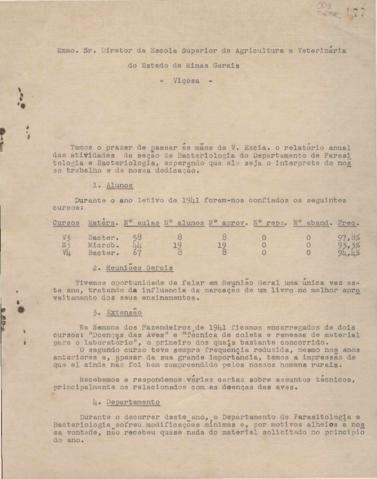 Exmo. Sr. Diretor da Escola Superior de Agricultura e Veterinária
do Estado de Minas Gerais
- Viçosa -
Temos o prazer de passar ás mãos de V. Excia. o relatório anual
das atividades da seção de Bacteriologia do Departamento de Parasi
tologia e Bacteriologia, esperando que ele seja o interprete de nos
so trabalho e de nossa dedicação.
1. Alunos
Durante o ano letivo de 1941 foram-nos confiados os seguintes
cursos:
Cursos Matérs. Nº aulas Nº alunos Nº aprov. Nº repr. Nº aband. Freq.
V3 Bacter. 58 8 8 0 0 97,8%
S3 Microb. 44 19 19 0 0 93,3%
V4 Bacter. 67 8 8 0 0 94,4%
2. Reuniões Gerais
Tivemos oportunidade de falar em Reunião Geral uma única vez es-
te ano, tratando da influencia da marcação de um livro no melhor apro
veitamento dos seus ensinamentos.
3. Extensão
Na Semana dos Fazendeiros de 1941 ficamos encarregados de dois
cursos: "Doenças das Aves" e "Técnica de coleta e remessa de material
para o laboratório", o primeiro dos quais bastante concorrido.
O segundo curso teve sempre frequencia reduzida, mesmo nos anos
anteriores e, apesar da sua grande importancia, temos a impressão de
que el ainda não foi bem compreendido pelos nossos homens rurais.
Recebemos e respondemos várias cartas sobre assuntos técnicos,
principalmente os relacionados com as doenças das aves.
4. Departamento
Durante o decorrer deste ano, o Departamento de Parasitologia e
Bacteriologia sofreu modificações mínimas e, por motivos alheios a nos
sa vontade, não recebeu quase nada do material solicitado no principio
do ano.